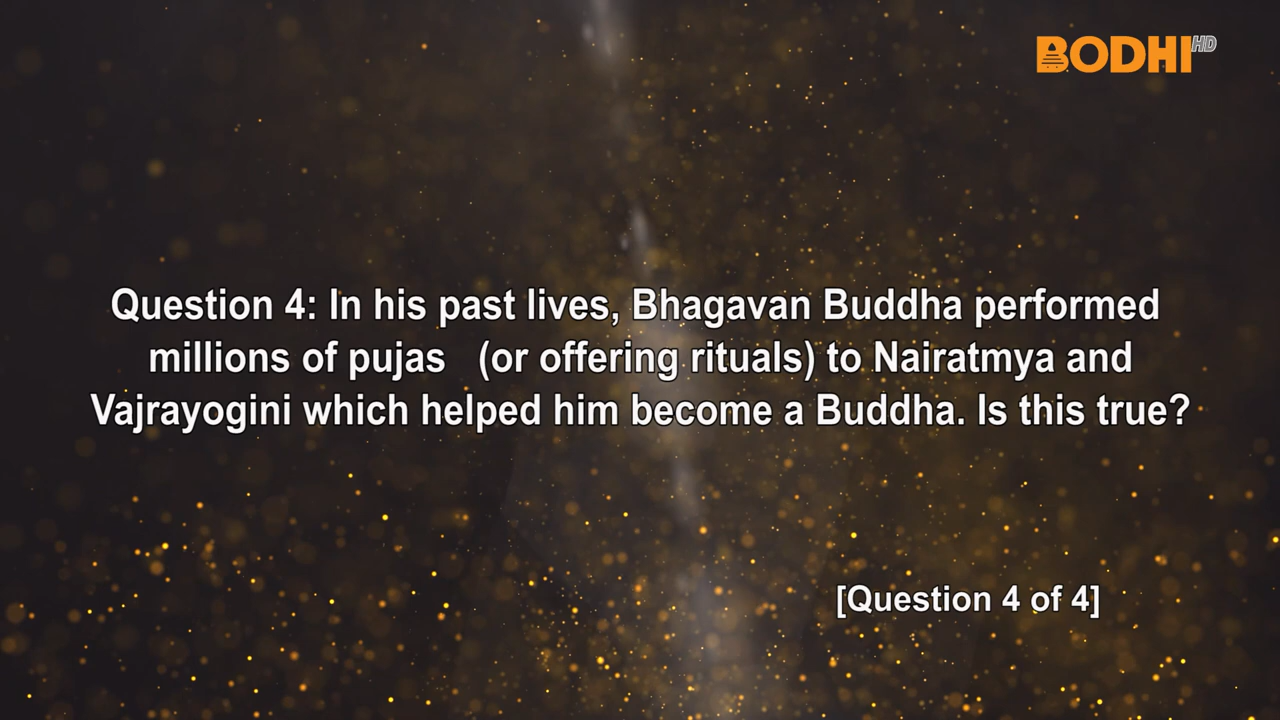 BODHI HD
Question 4: In his past lives, Bhagavan Buddha performed
millions of pujas (or offering rituals) to Nairatmya and
Vajrayogini which helped him become a Buddha. Is this true?
[Question 4 of 4]